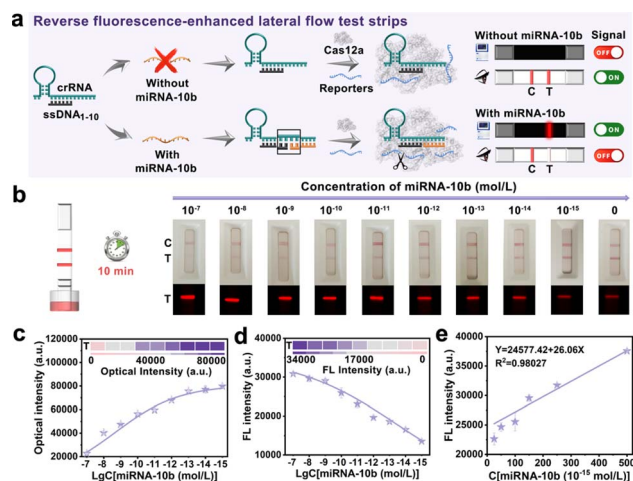 a
Reverse fluorescence-enhanced lateral flow test strips
crRNA
ssDNA1-10
Without
miRNA-10b
With
miRNA-10b
Cas12a
Reporters
Without miRNA-10b
Signal
OFF
ON
C T
With miRNA-10b
ON
OFF
C T
b
10 min
Concentration of miRNA-10b (mol/L)
10⁻⁷ 10⁻⁸ 10⁻⁹ 10⁻¹⁰ 10⁻¹¹ 10⁻¹² 10⁻¹³ 10⁻¹⁴ 10⁻¹⁵ 0
C
T
T
c
Optical intensity (a.u.)
120000
100000
80000
60000
40000
20000
T
0 40000 80000
Optical Intensity (a.u.)
-7 -8 -9 -10 -11 -12 -13 -14 -15
LgC[miRNA-10b (mol/L)]
d
FL intensity (a.u.)
40000
30000
20000
10000
T
34000 17000 0
FL Intensity (a.u.)
-7 -8 -9 -10 -11 -12 -13 -14 -15
LgC[miRNA-10b (mol/L)]
e
FL intensity (a.u.)
40000
35000
30000
25000
20000
Y=24577.42+26.06X
R²=0.98027
0 100 200 300 400 500
C[miRNA-10b (10⁻¹⁵ mol/L)]